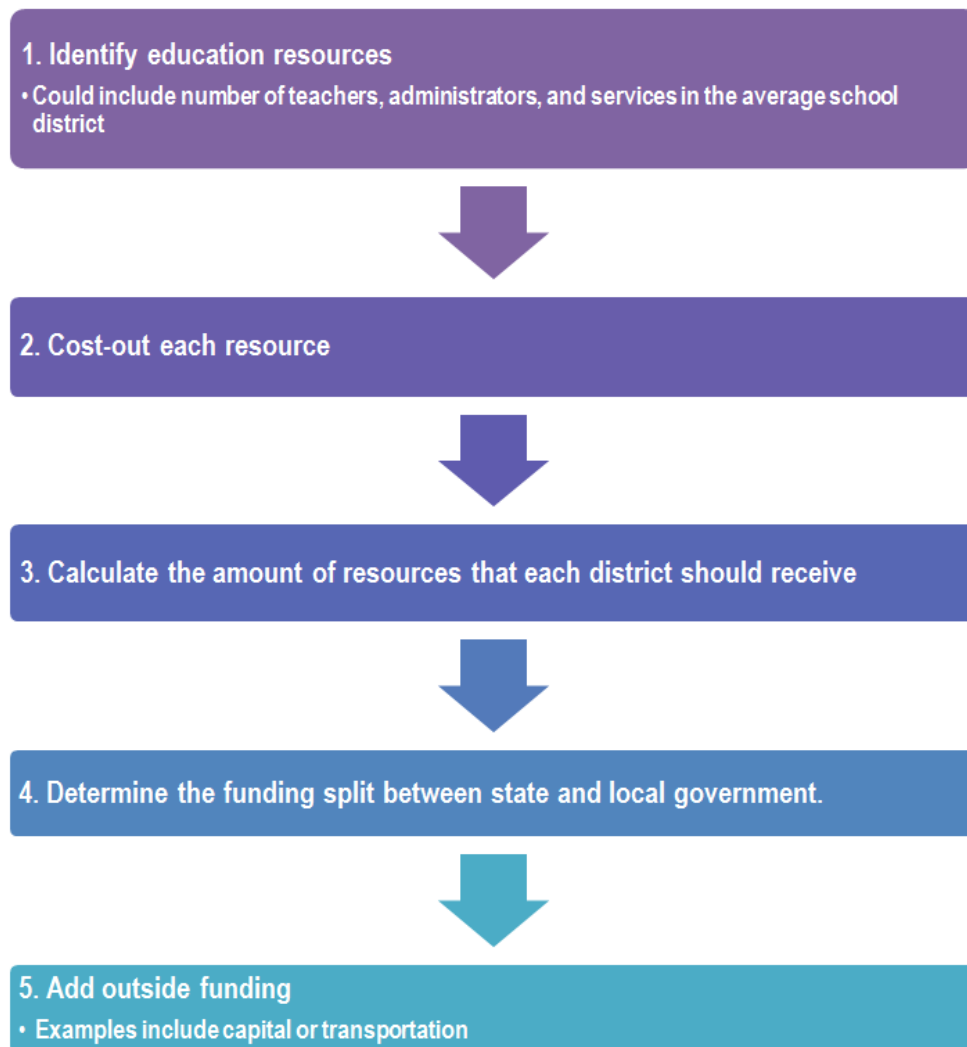 1. Identify education resources
• Could include number of teachers, administrators, and services in the average school
district
2. Cost-out each resource
3. Calculate the amount of resources that each district should receive
4. Determine the funding split between state and local government.
5. Add outside funding
• Examples include capital or transportation